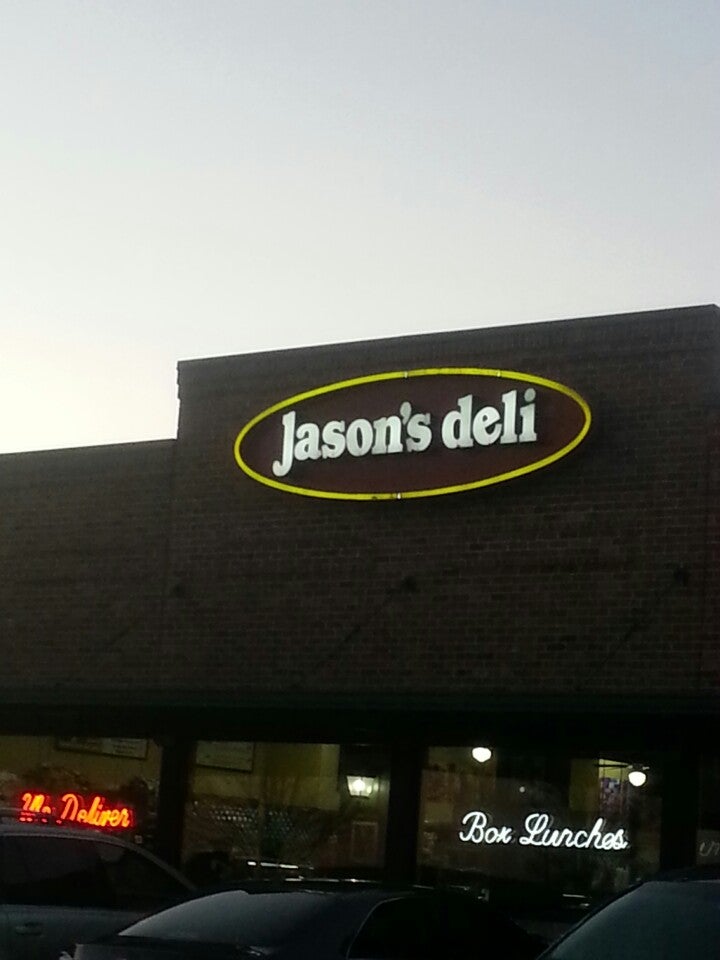 Jason's deli
We Deliver
Box Lunches